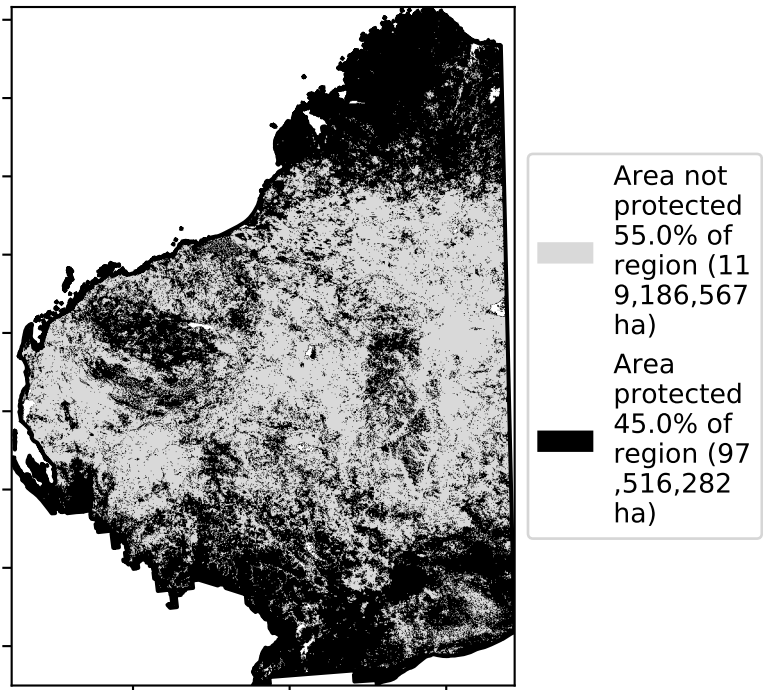 Area not
protected
55.0% of
region (11
9,186,567
ha)
Area
protected
45.0% of
region (97
,516,282
ha)